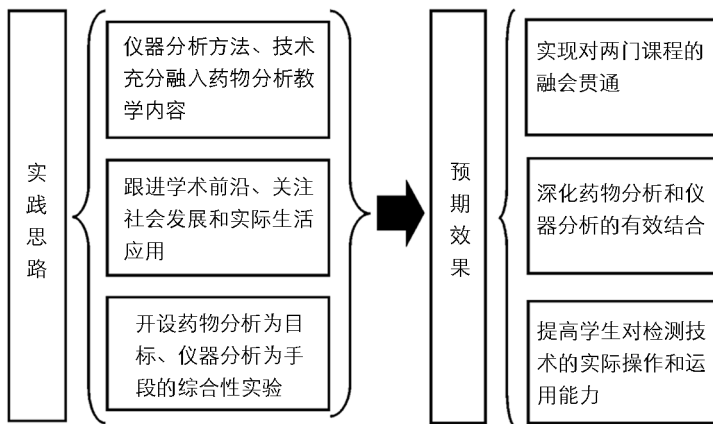 实践思路
仪器分析方法、技术
充分融入药物分析教
学内容
跟进学术前沿、关注
社会发展和实际生活
应用
开设药物分析为目
标、仪器分析为手
段的综合性实验
预期效果
实现对两门课程的
融会贯通
深化药物分析和仪
器分析的有效结合
提高学生对检测技
术的实际操作和运
用能力